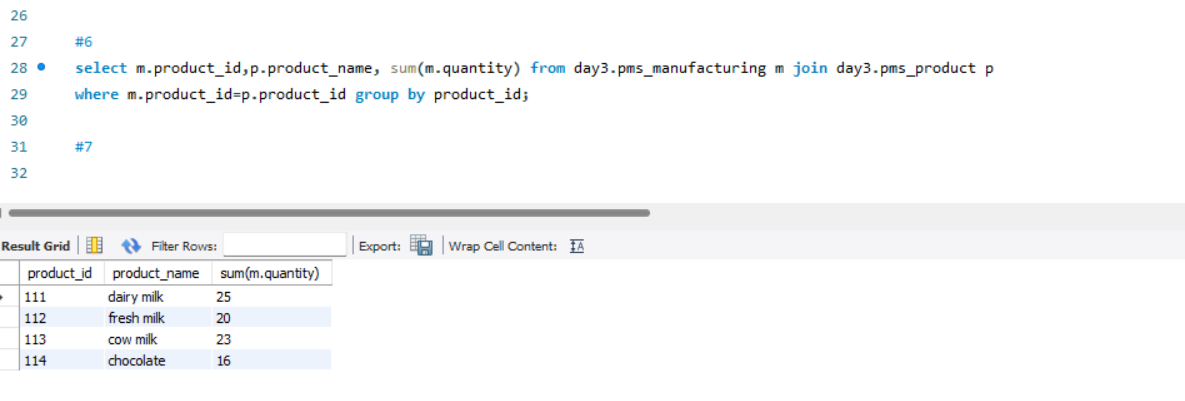 26
27 #6
28 select m.product_id,p.product_name, sum(m.quantity) from day3.pms_manufacturing m join day3.pms_product p
29 where m.product_id=p.product_id group by product_id;
30
31 #7
32
Result Grid Filter Rows: Export: Wrap Cell Content: IA
product_id product_name sum(m.quantity)
111 dairy milk 25
112 fresh milk 20
113 cow milk 23
114 chocolate 16